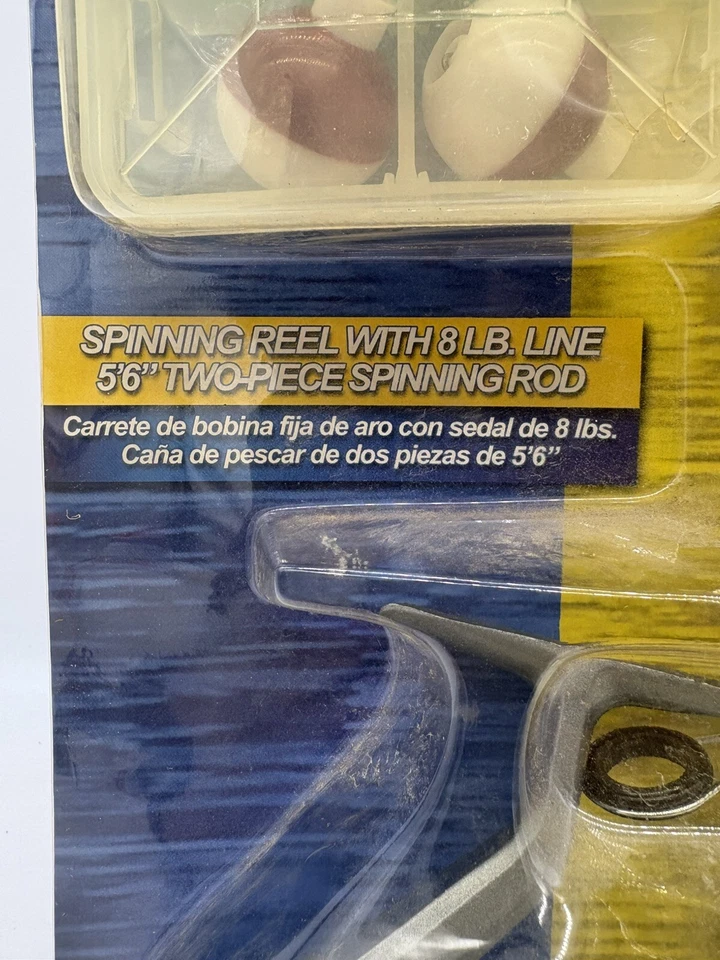 SPINNING REEL WITH 8 LB. LINE
5'6" TWO-PIECE SPINNING ROD
Carrete de bobina fija de aro con sedal de 8 lbs.
Caña de pescar de dos piezas de 5'6"